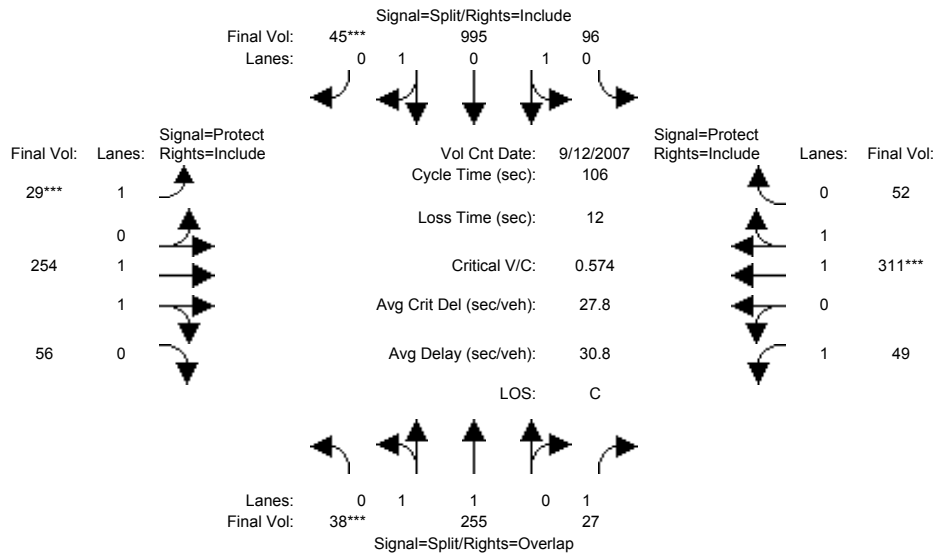 Signal=Split/Rights=Include
Final Vol: 45*** 995 96
Lanes: 0 1 0 1 0
Signal=Protect
Final Vol: Lanes: Rights=Include
Vol Cnt Date: 9/12/2007
Signal=Protect
Rights=Include Lanes: Final Vol:
Cycle Time (sec): 106
29*** 1
0 52
Loss Time (sec): 12
0
1
254 1
Critical V/C: 0.574
1 311***
1
Avg Crit Del (sec/veh): 27.8
0
56 0
Avg Delay (sec/veh): 30.8
1 49
LOS: C
Lanes: 0 1 1 0 1
Final Vol: 38*** 255 27
Signal=Split/Rights=Overlap